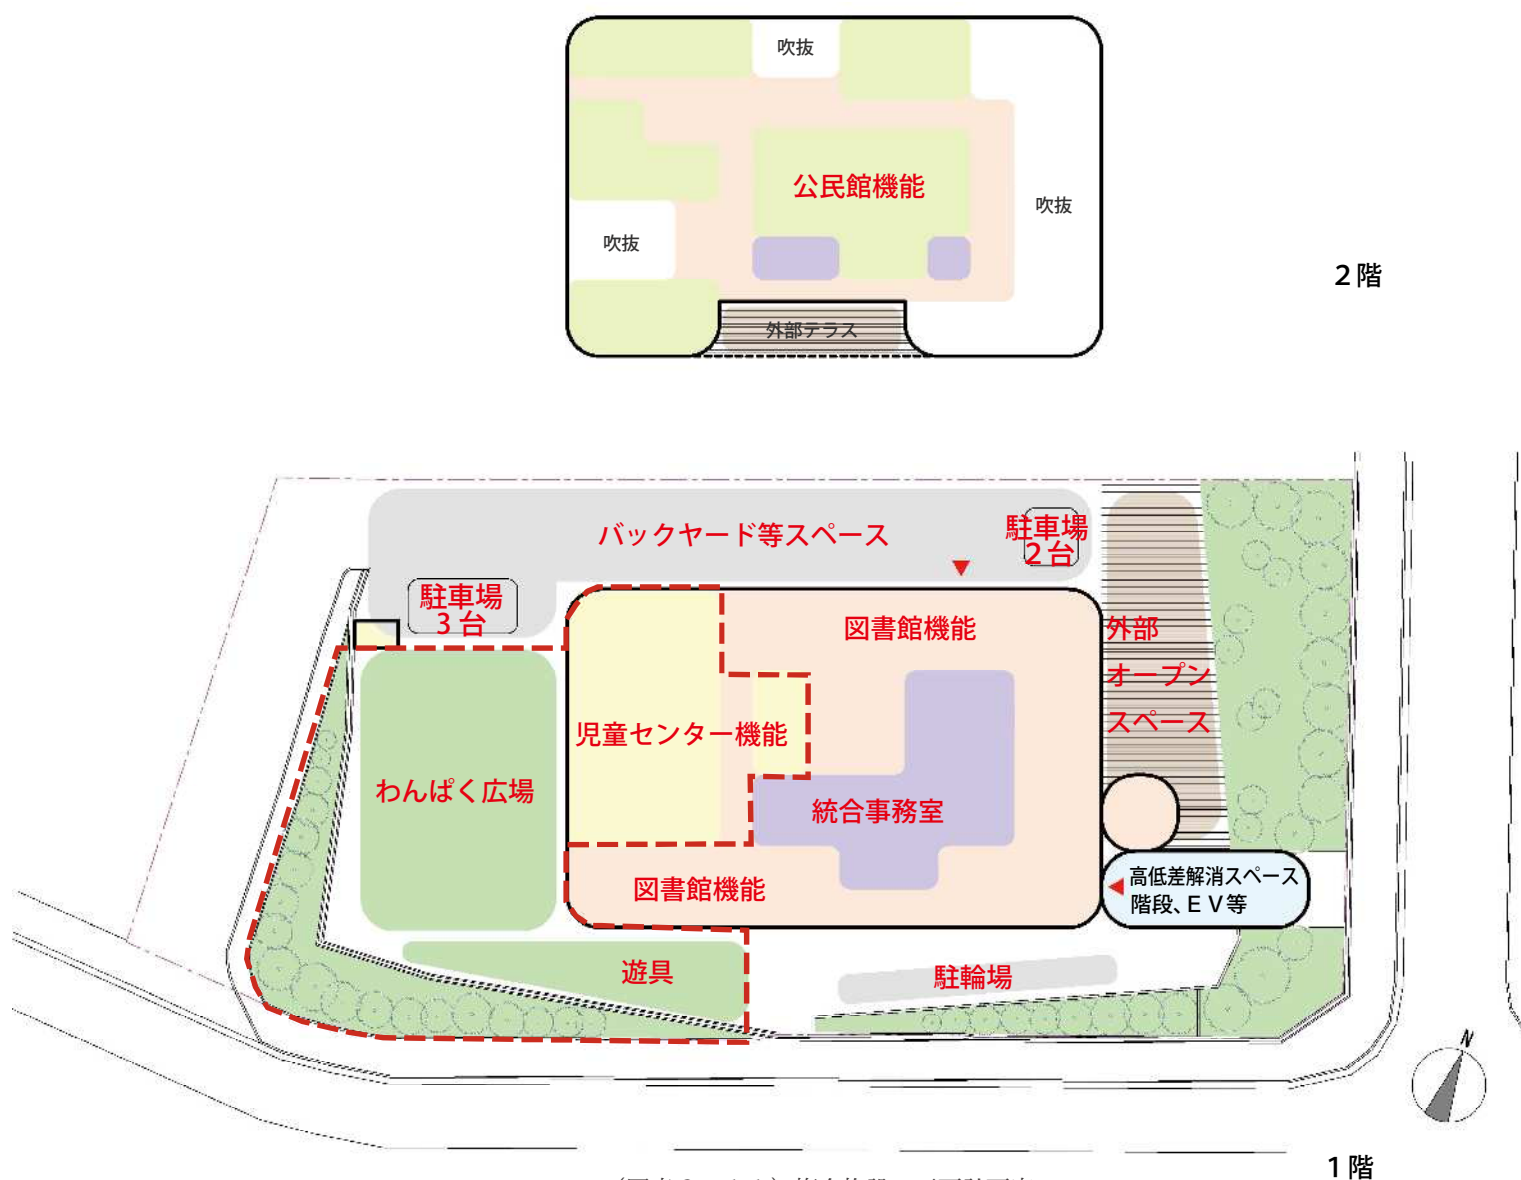 吹抜
公民館機能
吹抜
吹抜
2階
外部テラス
バックヤード等スペース
駐車場
2台
駐車場
3台
図書館機能
外部
オープン
スペース
児童センター機能
わんぱく広場
統合事務室
高低差解消スペース
階段、EV等
図書館機能
遊具
駐輪場
N
1階